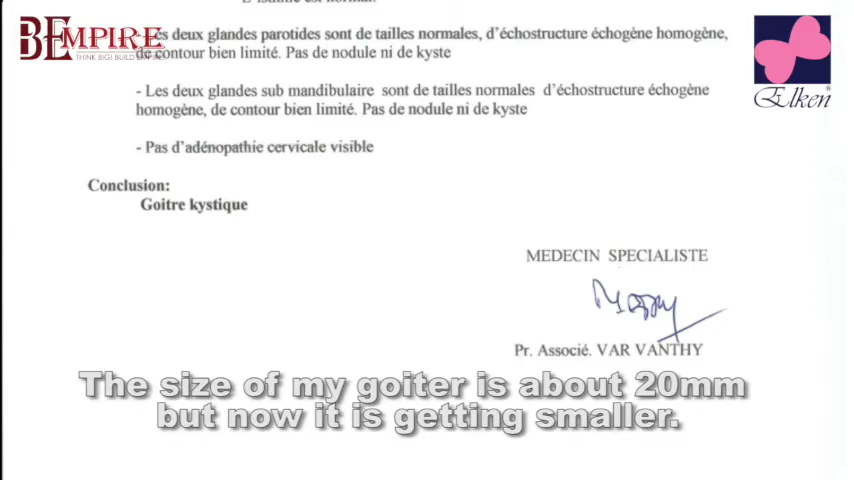 L'isthme est normal.
BEMPIRE
THINK BIG! BUILD
- Les deux glandes parotides sont de tailles normales, d'échostructure échogène homogène,
de contour bien limité. Pas de nodule ni de kyste
Elken
- Les deux glandes sub mandibulaire sont de tailles normales d'échostructure échogène
homogène, de contour bien limité. Pas de nodule ni de kyste
- Pas d'adénopathie cervicale visible
Conclusion:
Goitre kystique
MEDECIN SPECIALISTE
Pr. Associé. VAR VANTHY
The size of my goiter is about 20mm
but now it is getting smaller.